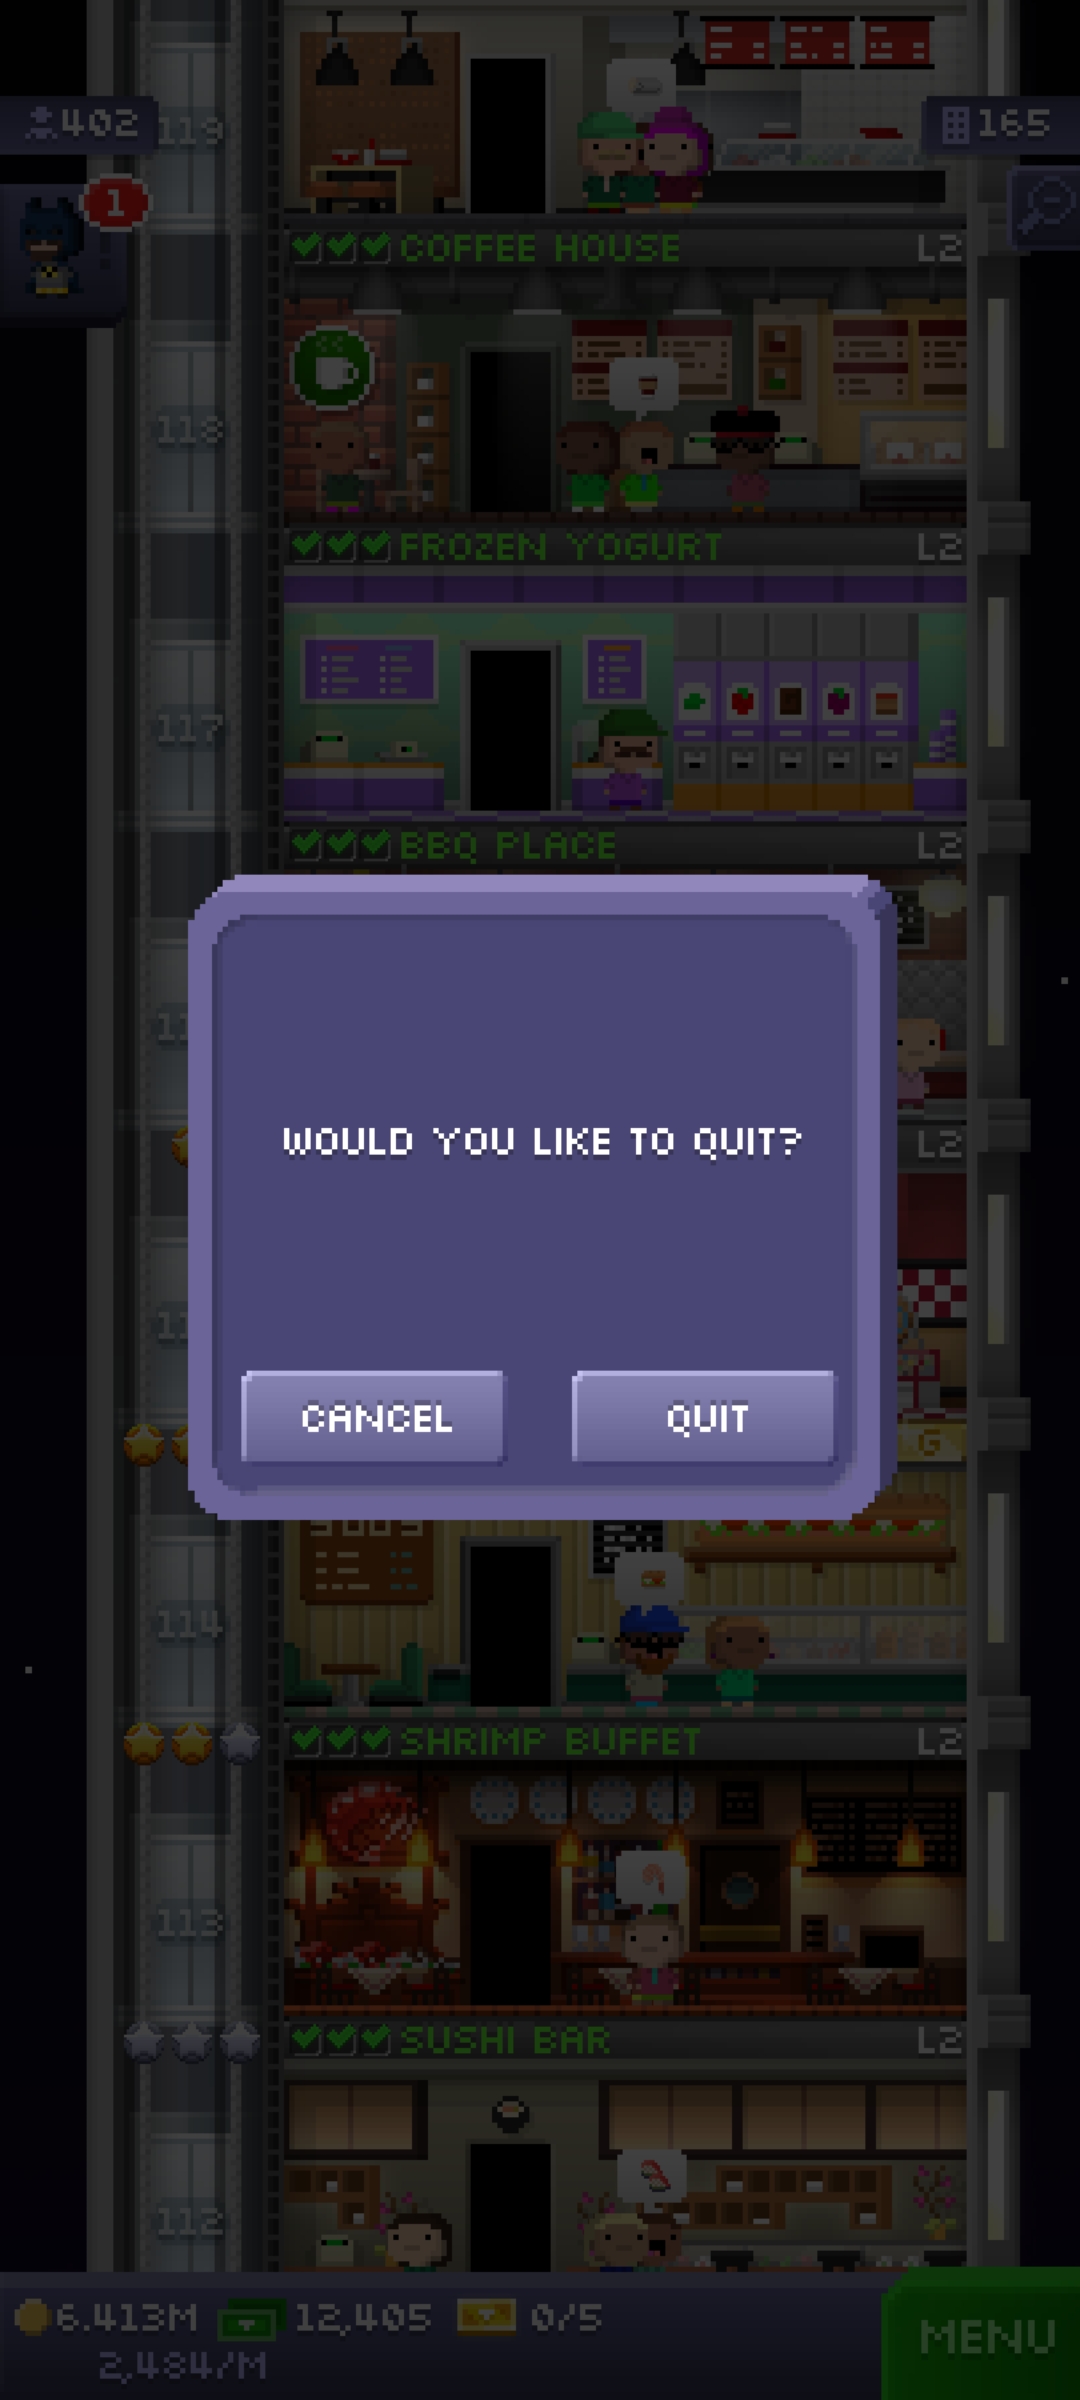 402
119
165
1
COFFEE HOUSE L2
118
FROZEN YOGURT L2
117
BBQ PLACE L2
L2
WOULD YOU LIKE TO QUIT?
CANCEL
QUIT
G
114
SHRIMP BUFFET L2
113
SUSHI BAR L2
112
6.413M 12,405 0/5
2,484/M
MENU